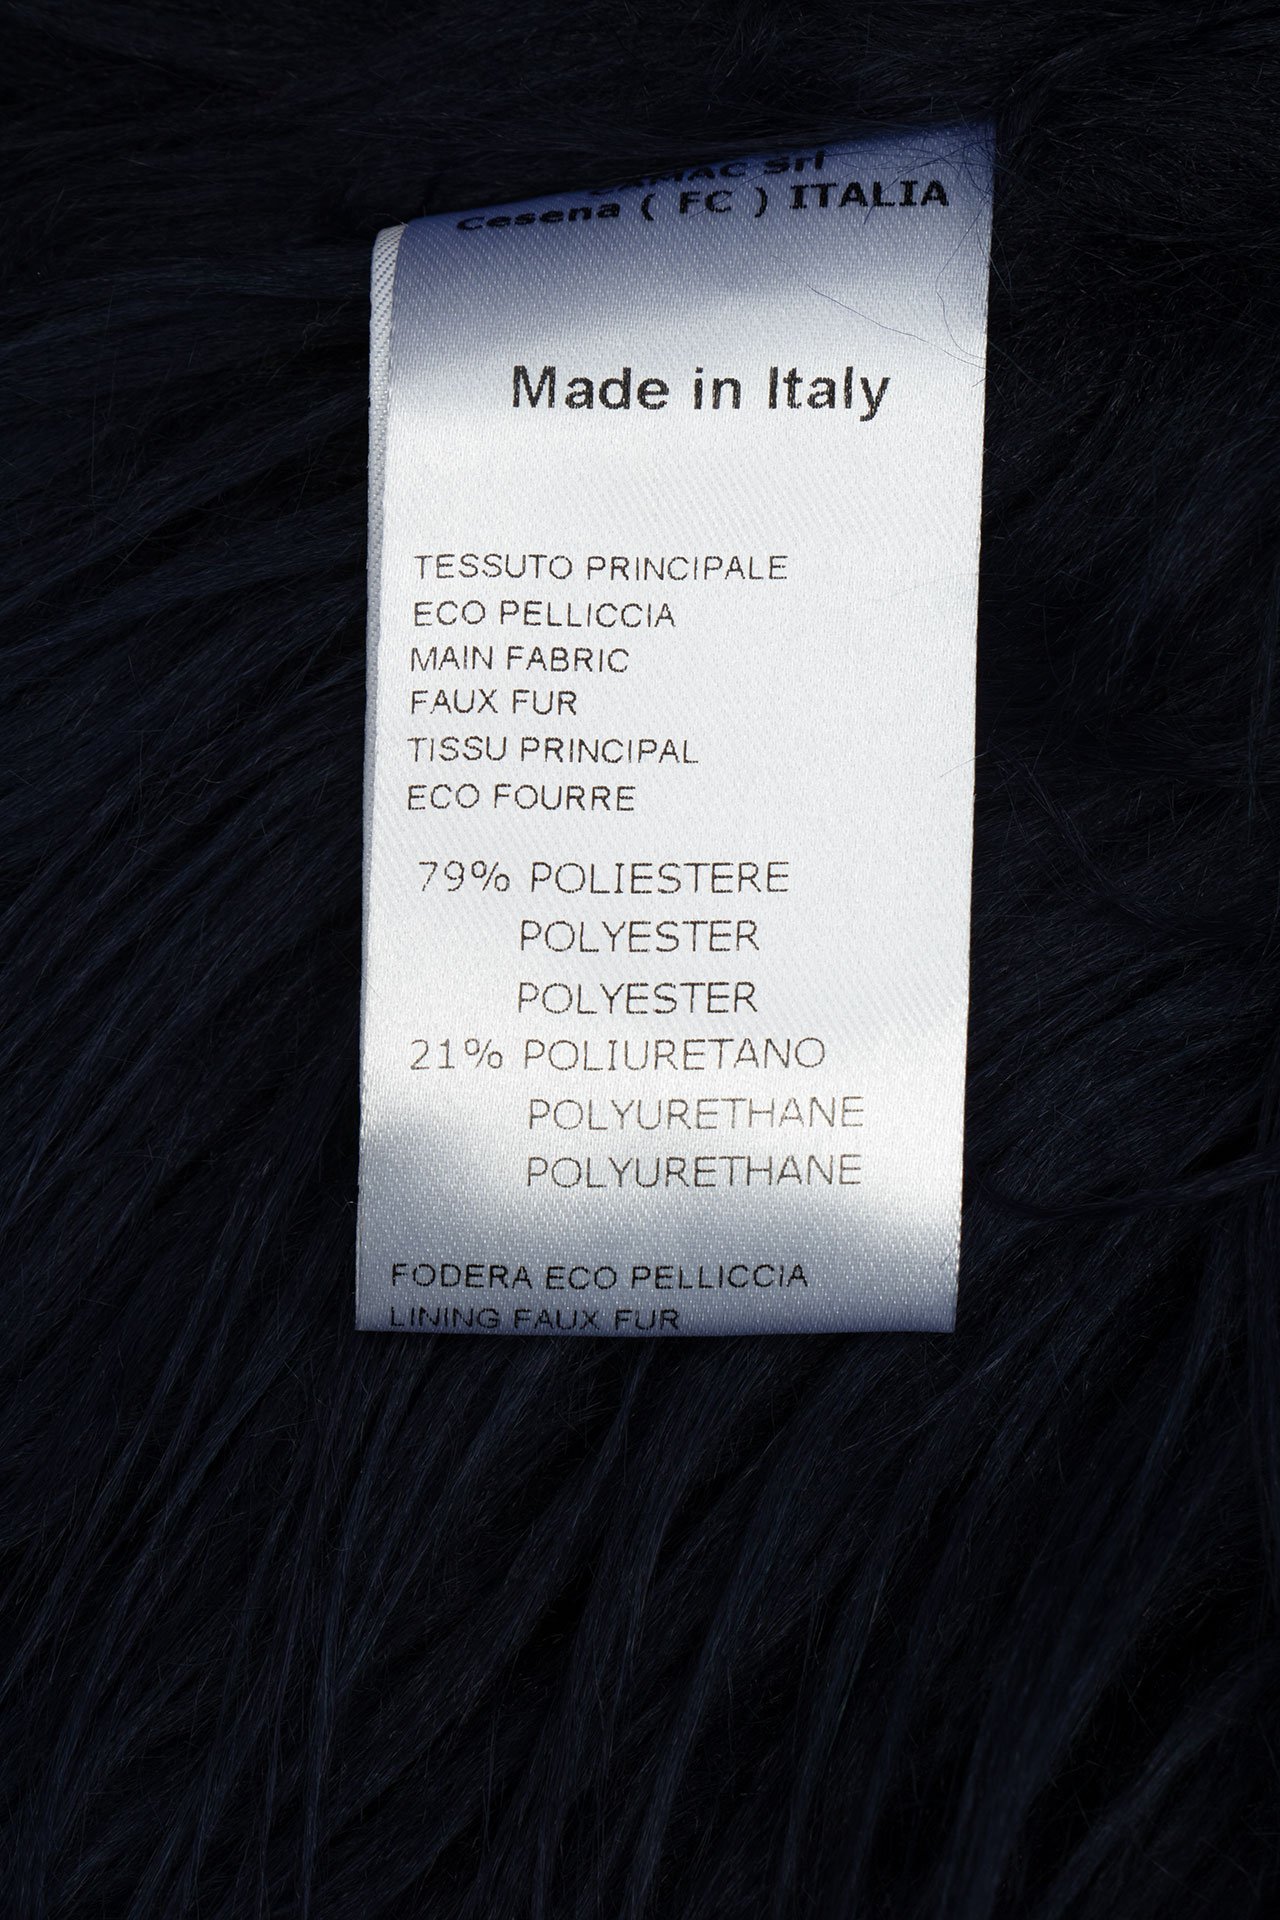 Srl
Cesena ( FC ) ITALIA
Made in Italy
TESSUTO PRINCIPALE
ECO PELLICCIA
MAIN FABRIC
FAUX FUR
TISSU PRINCIPAL
ECO FOURRE
79% POLIESTERE
POLYESTER
POLYESTER
21% POLIURETANO
POLYURETHANE
POLYURETHANE
FODERA ECO PELLICCIA
LINING FAUX FUR